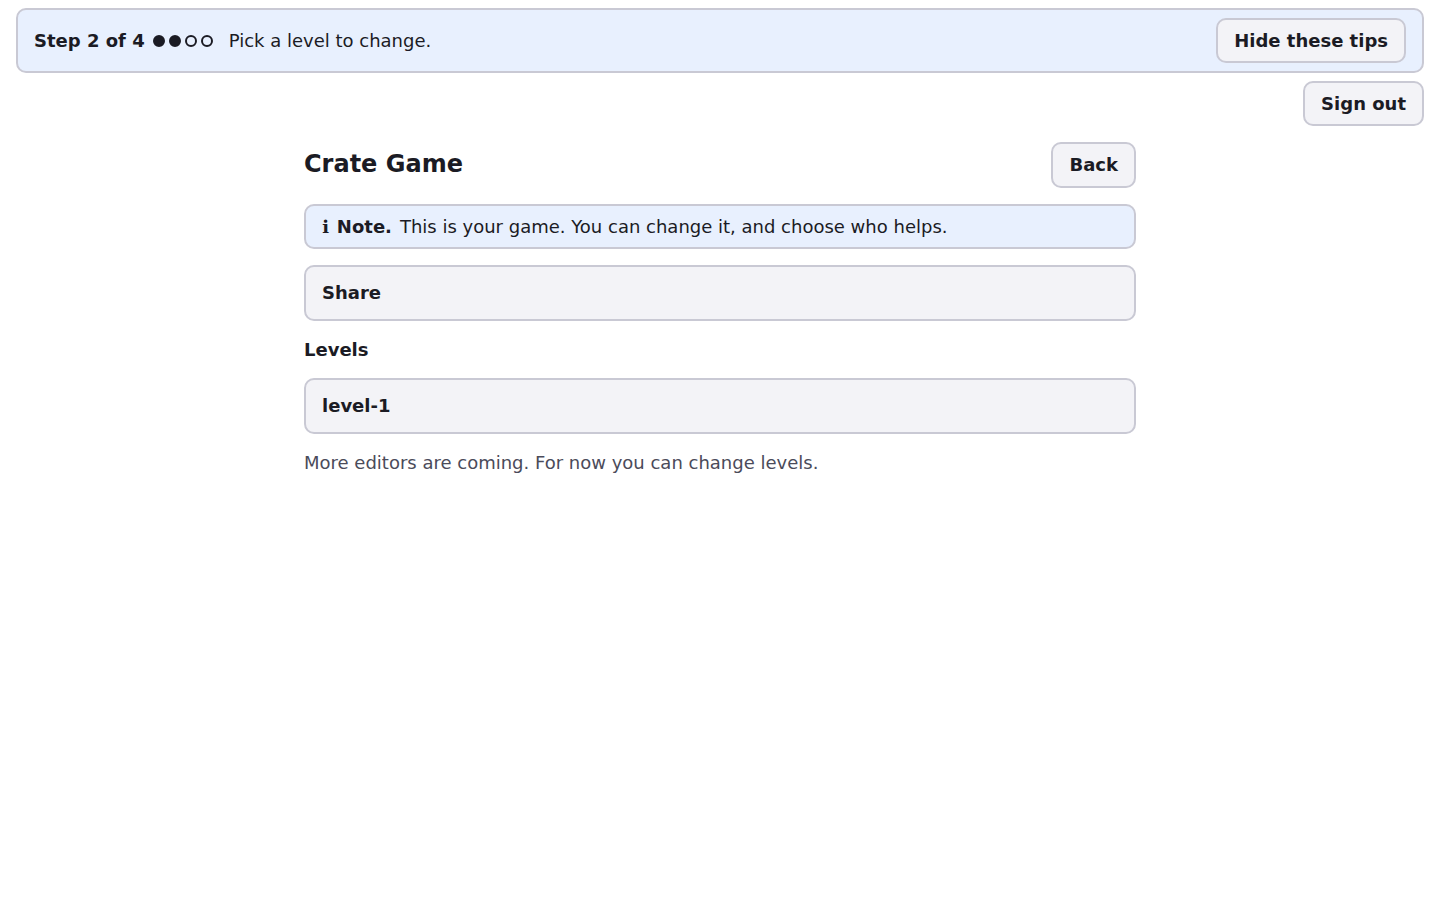 Step 2 of 4 Pick a level to change. Hide these tips
Sign out
Crate Game Back
ℹ Note. This is your game. You can change it, and choose who helps.
Share
Levels
level-1
More editors are coming. For now you can change levels.